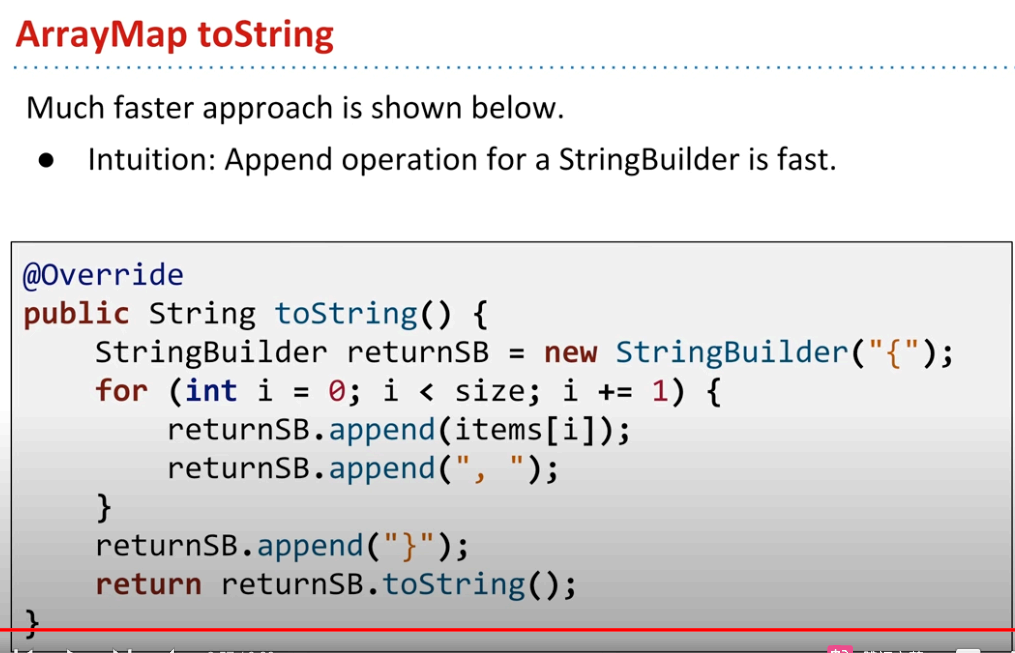 ArrayMap toString
Much faster approach is shown below.
● Intuition: Append operation for a StringBuilder is fast.
@Override
public String toString() {
    StringBuilder returnSB = new StringBuilder("{");
    for (int i = 0; i < size; i += 1) {
        returnSB.append(items[i]);
        returnSB.append(", ");
    }
    returnSB.append("}");
    return returnSB.toString();
}